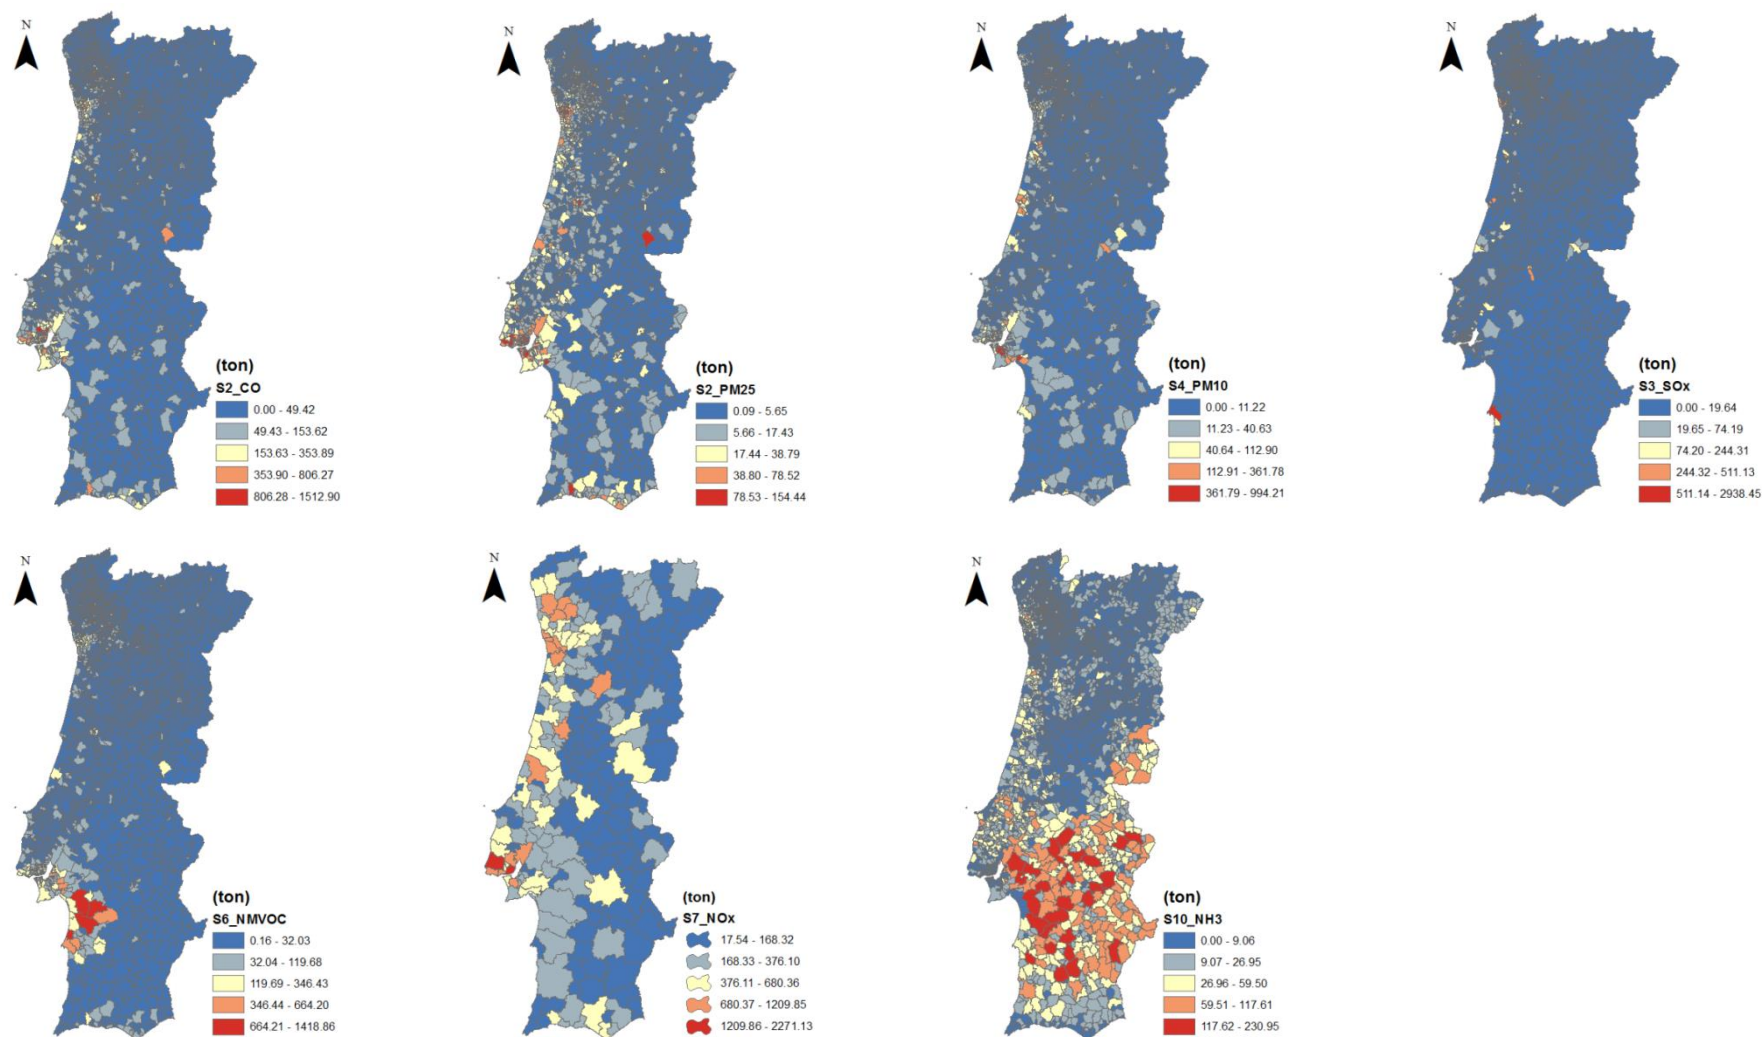 N
(ton)
S2_CO
0.00 - 49.42
49.43 - 153.62
153.63 - 353.89
353.90 - 806.27
806.28 - 1512.90
N
(ton)
S2_PM25
0.09 - 5.65
5.66 - 17.43
17.44 - 38.79
38.80 - 78.52
78.53 - 154.44
N
(ton)
S4_PM10
0.00 - 11.22
11.23 - 40.63
40.64 - 112.90
112.91 - 361.78
361.79 - 994.21
N
(ton)
S3_SOx
0.00 - 19.64
19.65 - 74.19
74.20 - 244.31
244.32 - 511.13
511.14 - 2938.45
N
(ton)
S6_NMVOC
0.16 - 32.03
32.04 - 119.68
119.69 - 346.43
346.44 - 664.20
664.21 - 1418.86
N
(ton)
S7_NOx
17.54 - 168.32
168.33 - 376.10
376.11 - 680.36
680.37 - 1209.85
1209.86 - 2271.13
N
(ton)
S10_NH3
0.00 - 9.06
9.07 - 26.95
26.96 - 59.50
59.51 - 117.61
117.62 - 230.95